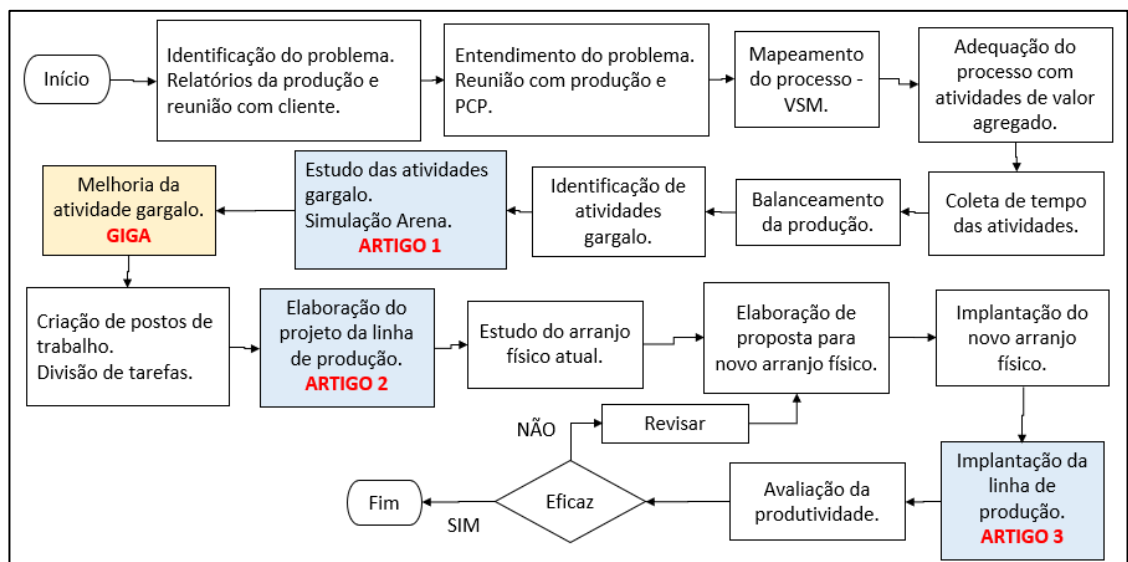 Início
Identificação do problema.
Relatórios da produção e
reunião com cliente.
Entendimento do problema.
Reunião com produção e
PCP.
Mapeamento
do processo -
VSM.
Adequação do
processo com
atividades de valor
agregado.
Coleta de tempo
das atividades.
Balanceamento
da produção.
Identificação de
atividades
gargalo.
Estudo das atividades
gargalo.
Simulação Arena.
ARTIGO 1
Melhoria da
atividade gargalo.
GIGA
Criação de postos de
trabalho.
Divisão de tarefas.
Elaboração do
projeto da linha
de produção.
ARTIGO 2
Estudo do arranjo
físico atual.
Elaboração de
proposta para
novo arranjo físico.
Implantação do
novo arranjo
físico.
Implantação da
linha de
produção.
ARTIGO 3
Avaliação da
produtividade.
Eficaz
NÃO
Revisar
SIM
Fim